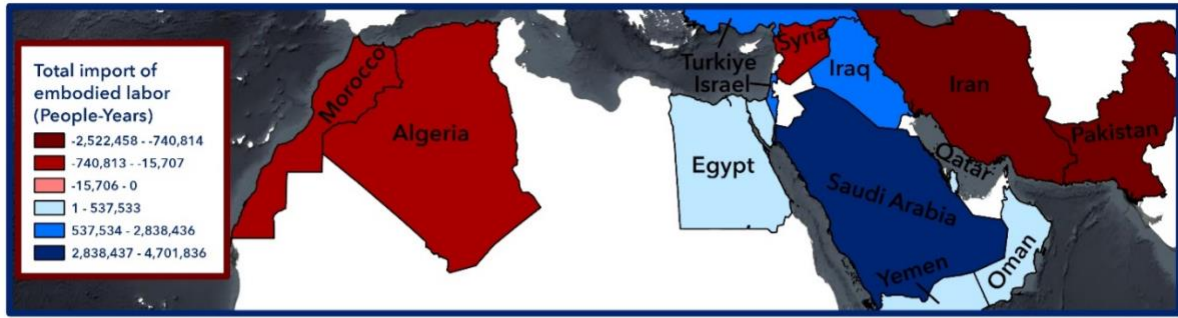 Total import of
embodied labor
(People-Years)
-2,522,458 - -740,814
-740,813 - -15,707
-15,706 - 0
1 - 537,533
537,534 - 2,838,436
2,838,437 - 4,701,836
Morocco
Algeria
Turkiye
Israel
Syria
Iraq
Iran
Pakistan
Egypt
Qatar
Saudi Arabia
Yemen
Oman